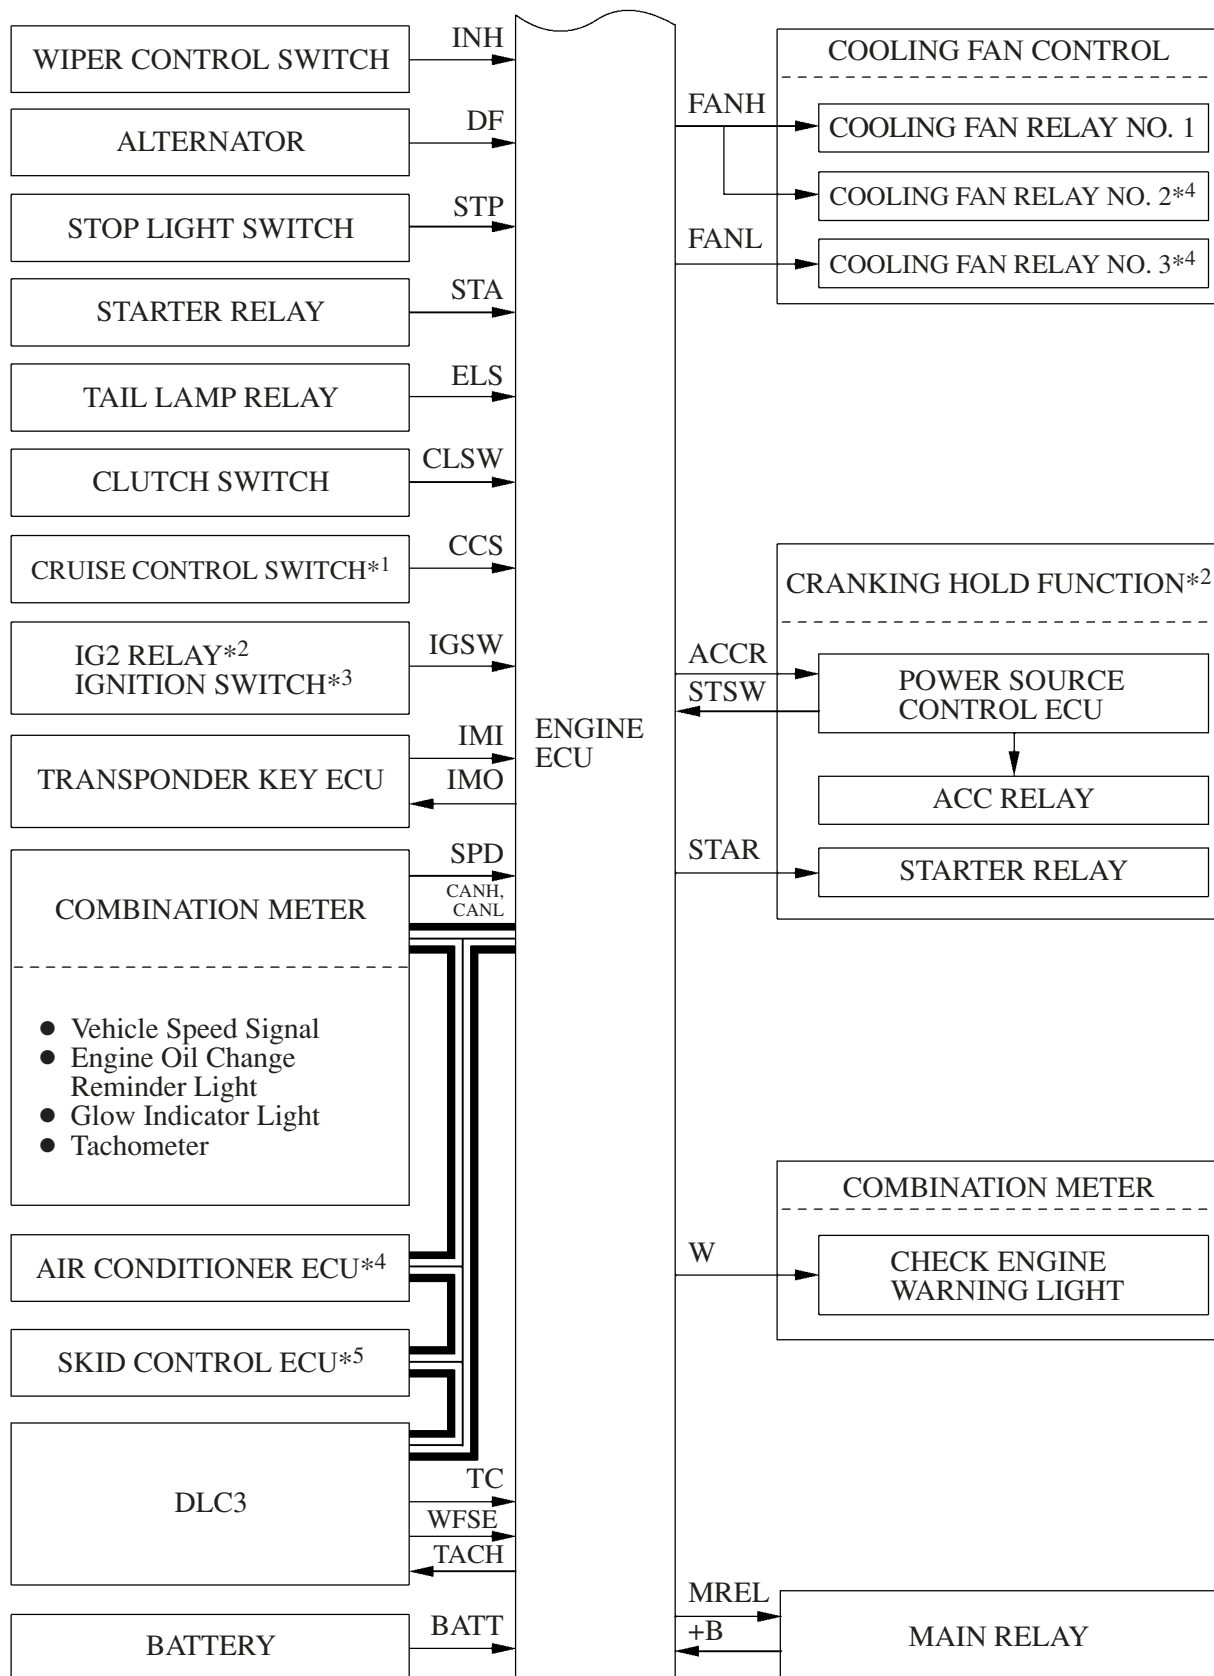 WIPER CONTROL SWITCH
INH
ALTERNATOR
DF
STOP LIGHT SWITCH
STP
STARTER RELAY
STA
TAIL LAMP RELAY
ELS
CLUTCH SWITCH
CLSW
CRUISE CONTROL SWITCH*1
CCS
IG2 RELAY*2
IGNITION SWITCH*3
IGSW
TRANSPONDER KEY ECU
IMI
IMO
COMBINATION METER
SPD
CANH,
CANL
● Vehicle Speed Signal
● Engine Oil Change
Reminder Light
● Glow Indicator Light
● Tachometer
AIR CONDITIONER ECU*4
SKID CONTROL ECU*5
DLC3
TC
WFSE
TACH
BATTERY
BATT
ENGINE
ECU
COOLING FAN CONTROL
FANH
COOLING FAN RELAY NO. 1
COOLING FAN RELAY NO. 2*4
FANL
COOLING FAN RELAY NO. 3*4
CRANKING HOLD FUNCTION*2
ACCR
STSW
POWER SOURCE
CONTROL ECU
ACC RELAY
STAR
STARTER RELAY
COMBINATION METER
W
CHECK ENGINE
WARNING LIGHT
MREL
+B
MAIN RELAY